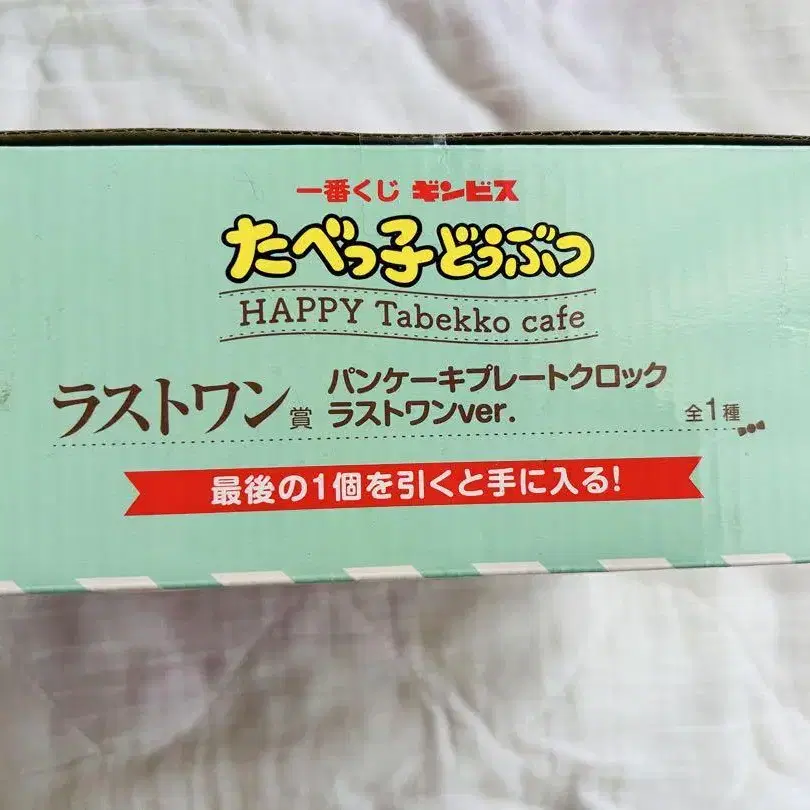 一番くじ ギンビス
たべっ子どうぶつ
HAPPY Tabekko cafe
ラストワン賞 パンケーキプレートクロック
ラストワンver. 全1種
最後の1個を引くと手に入る!